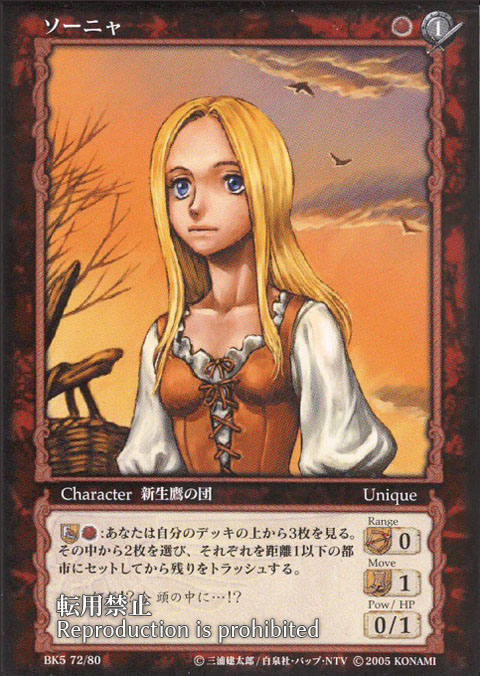 ソーニャ
1
Character 新生鷹の団 Unique
:あなたは自分のデッキの上から3枚を見る。
その中から2枚を選び、それぞれを距離1以下の都
市にセットしてから残りをトラッシュする。
!? 頭の中に…!?
Range
0
Move
1
Pow/ HP
0/1
転用禁止
Reproduction is prohibited
BK5 72/80
©三浦建太郎/白泉社・バップ・NTV ©2005 KONAMI